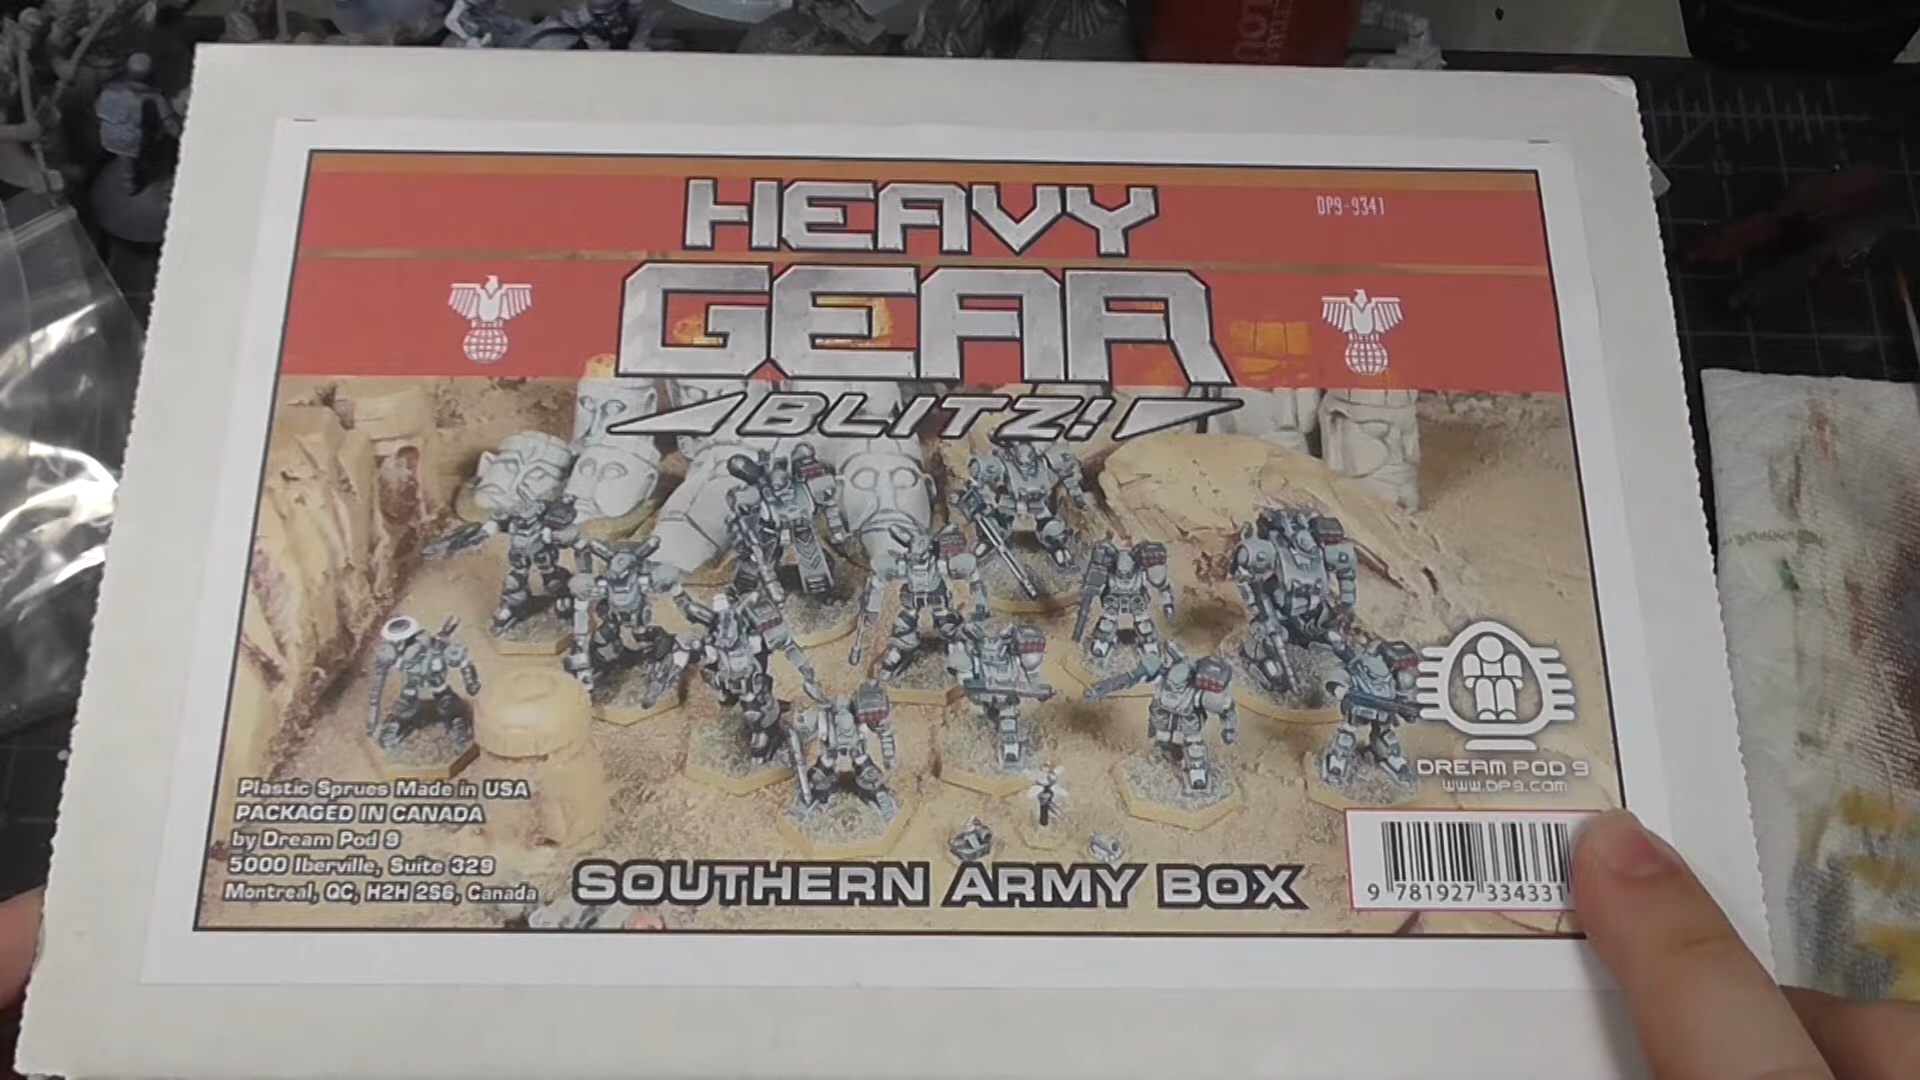 HEAVY
DP9-9341
GEAR
BLITZ!
DREAM POD 9
WWW.DP9.COM
Plastic Sprues Made in USA
PACKAGED IN CANADA
by Dream Pod 9
5000 Iberville, Suite 329
Montreal, QC, H2H 2S6, Canada
SOUTHERN ARMY BOX
9 781927 334331